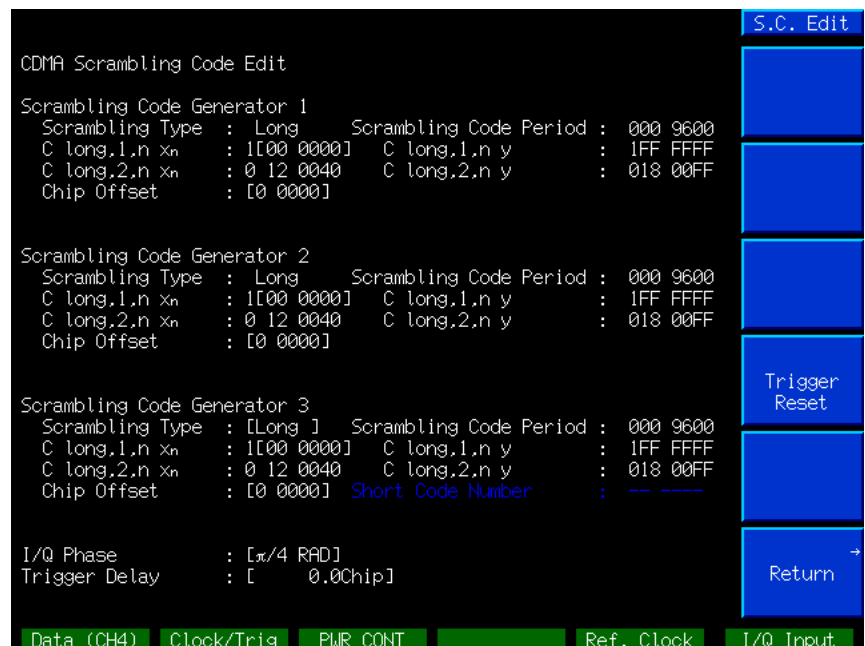 S.C. Edit
CDMA Scrambling Code Edit
Scrambling Code Generator 1
Scrambling Type : Long Scrambling Code Period : 000 9600
C long,1,n xn : 1[00 0000] C long,1,n y : 1FF FFFF
C long,2,n xn : 0 12 0040 C long,2,n y : 018 00FF
Chip Offset : [0 0000]
Scrambling Code Generator 2
Scrambling Type : Long Scrambling Code Period : 000 9600
C long,1,n xn : 1[00 0000] C long,1,n y : 1FF FFFF
C long,2,n xn : 0 12 0040 C long,2,n y : 018 00FF
Chip Offset : [0 0000]
Trigger
Reset
Scrambling Code Generator 3
Scrambling Type : [Long ] Scrambling Code Period : 000 9600
C long,1,n xn : 1[00 0000] C long,1,n y : 1FF FFFF
C long,2,n xn : 0 12 0040 C long,2,n y : 018 00FF
Chip Offset : [0 0000] Short Code Number : -- ----
I/Q Phase : [π/4 RAD]
Trigger Delay : [ 0.0Chip]
→
Return
Data (CH4) Clock/Trig PWR CONT Ref. Clock I/Q Input